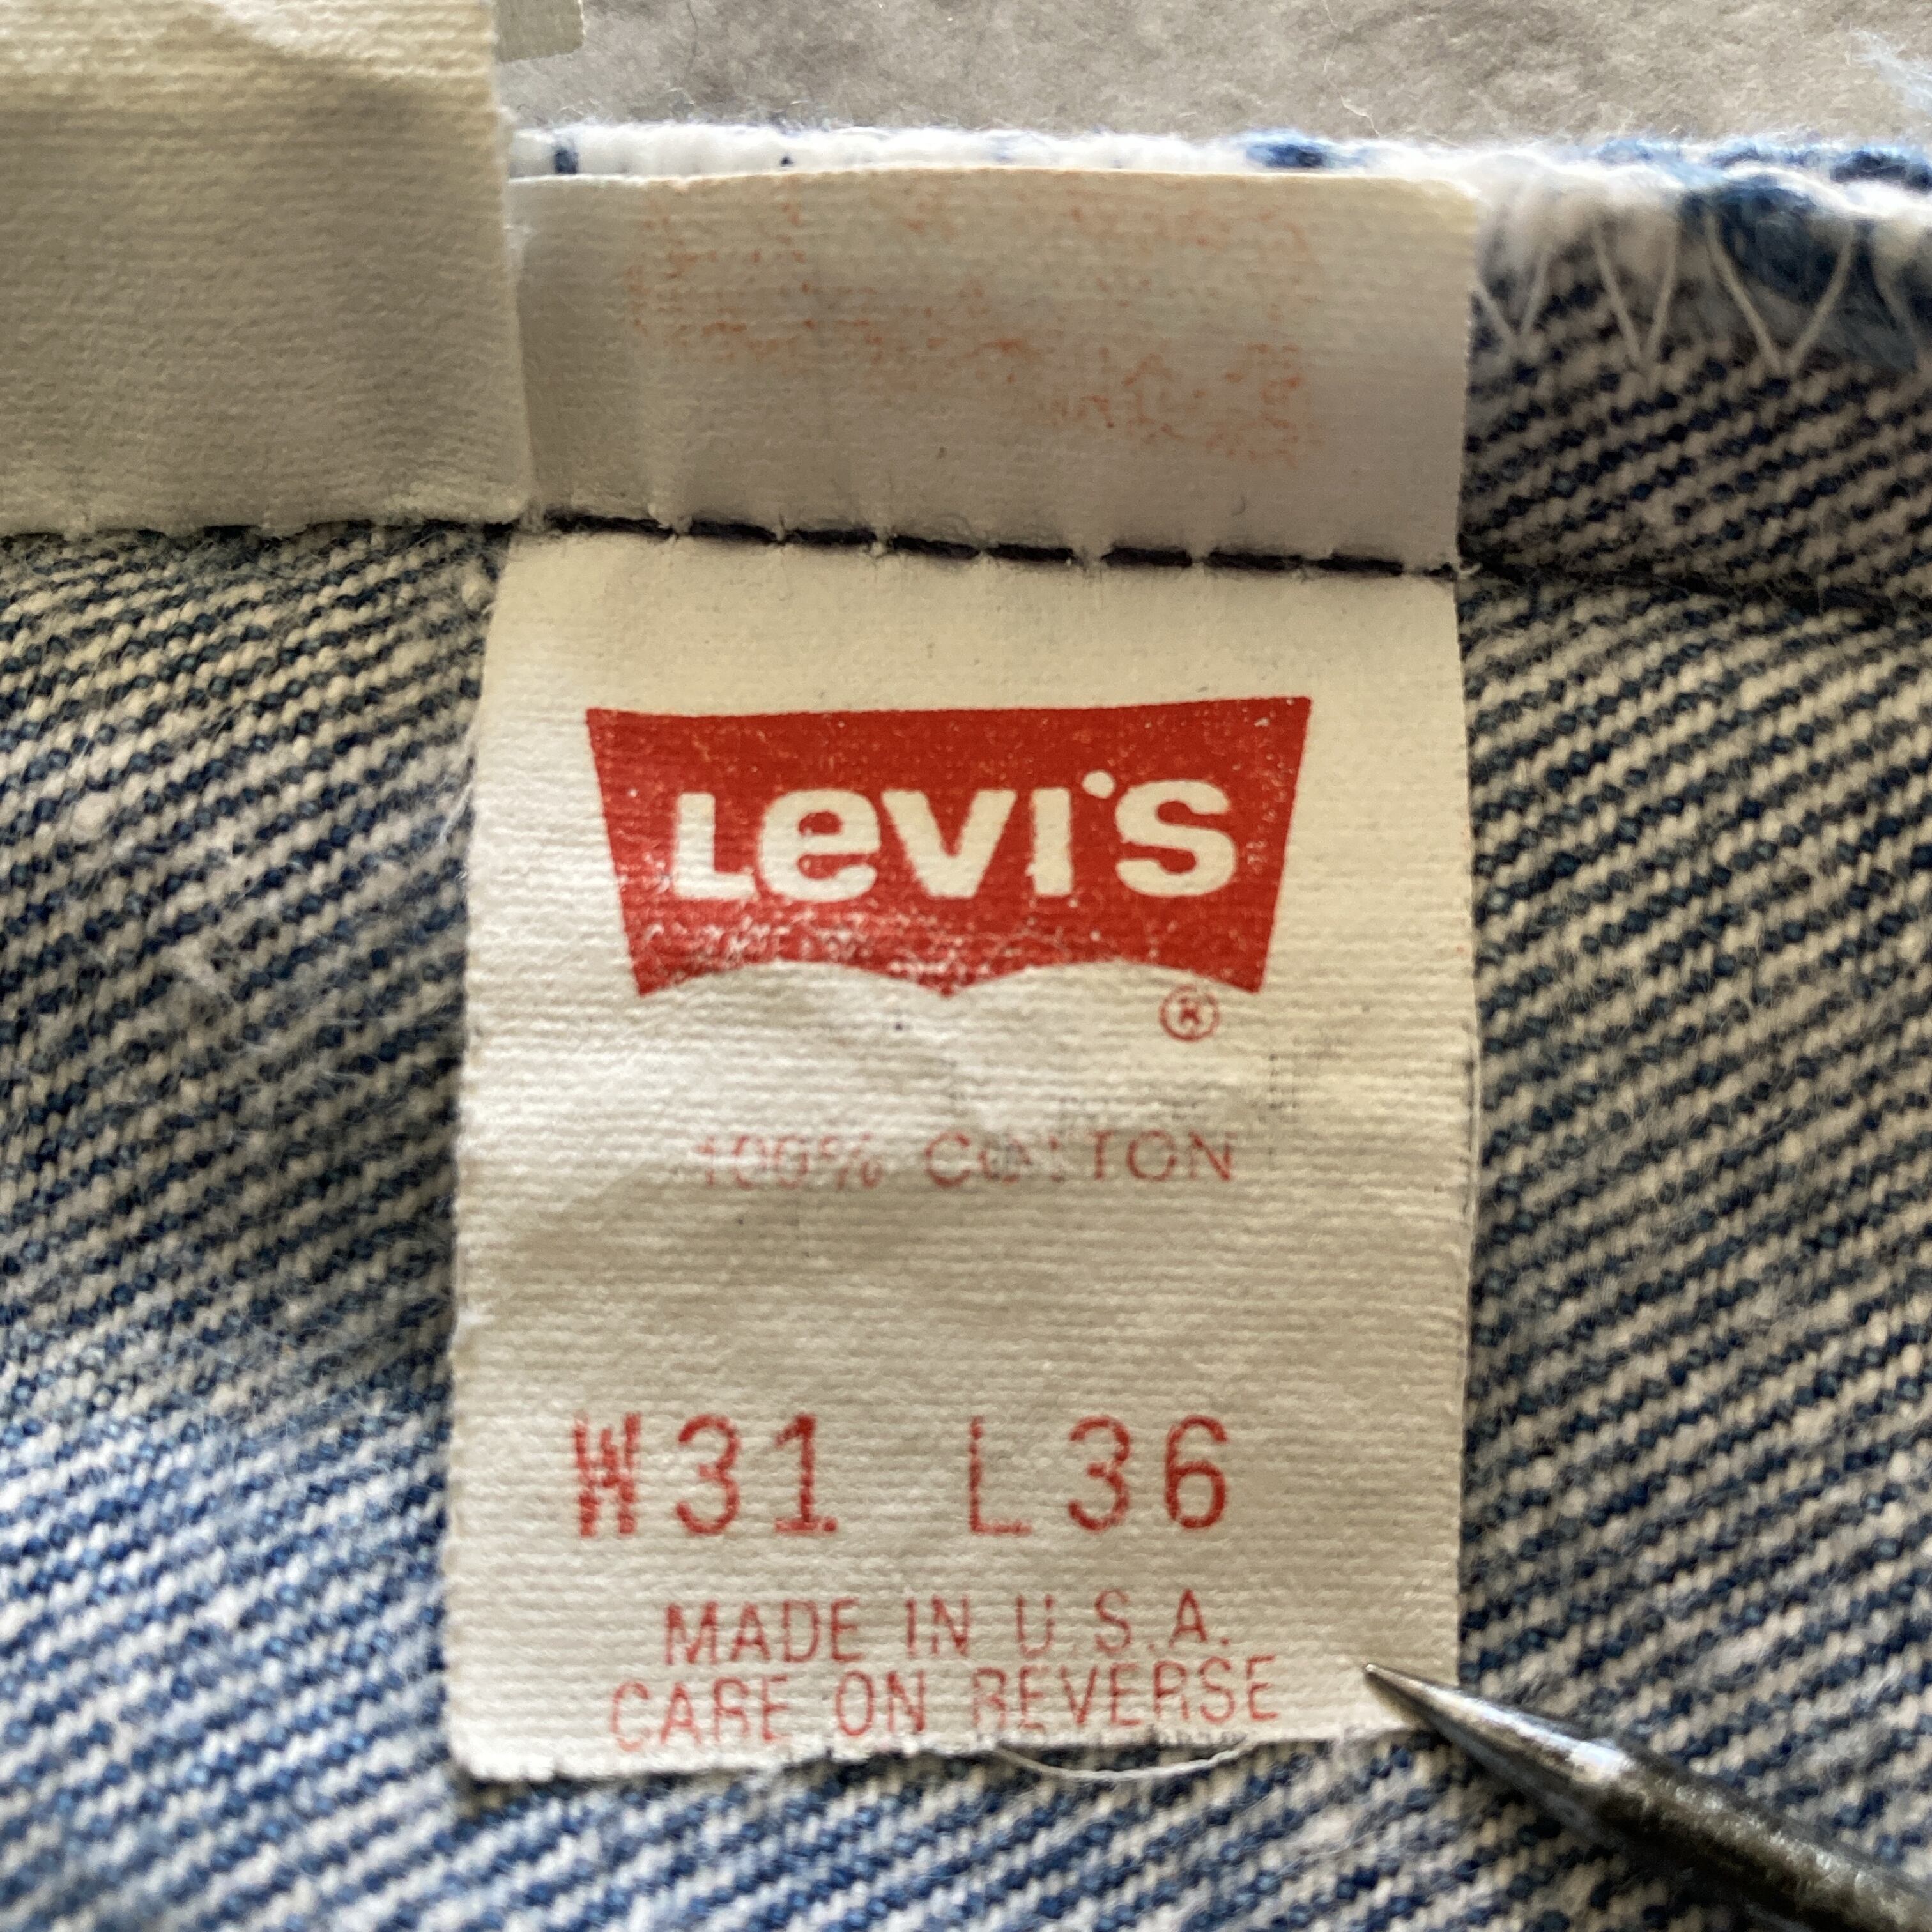 Levi's
®
100% COTTON
W31 L36
MADE IN U.S.A.
CARE ON REVERSE